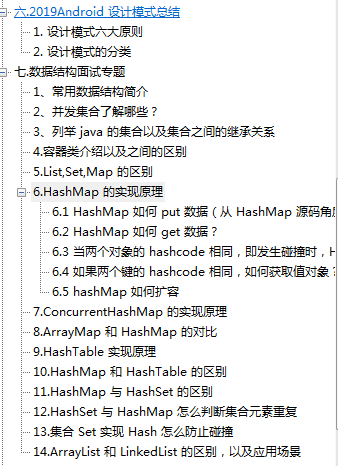 六.2019Android 设计模式总结
1. 设计模式六大原则
2. 设计模式的分类
七.数据结构面试专题
1、常用数据结构简介
2、并发集合了解哪些？
3、列举 java 的集合以及集合之间的继承关系
4.容器类介绍以及之间的区别
5.List,Set,Map 的区别
6.HashMap 的实现原理
6.1 HashMap 如何 put 数据（从 HashMap 源码角
6.2 HashMap 如何 get 数据？
6.3 当两个对象的 hashcode 相同，即发生碰撞时，H
6.4 如果两个键的 hashcode 相同，如何获取值对象？
6.5 hashMap 如何扩容
7.ConcurrentHashMap 的实现原理
8.ArrayMap 和 HashMap 的对比
9.HashTable 实现原理
10.HashMap 和 HashTable 的区别
11.HashMap 与 HashSet 的区别
12.HashSet 与 HashMap 怎么判断集合元素重复
13.集合 Set 实现 Hash 怎么防止碰撞
14.ArrayList 和 LinkedList 的区别，以及应用场景